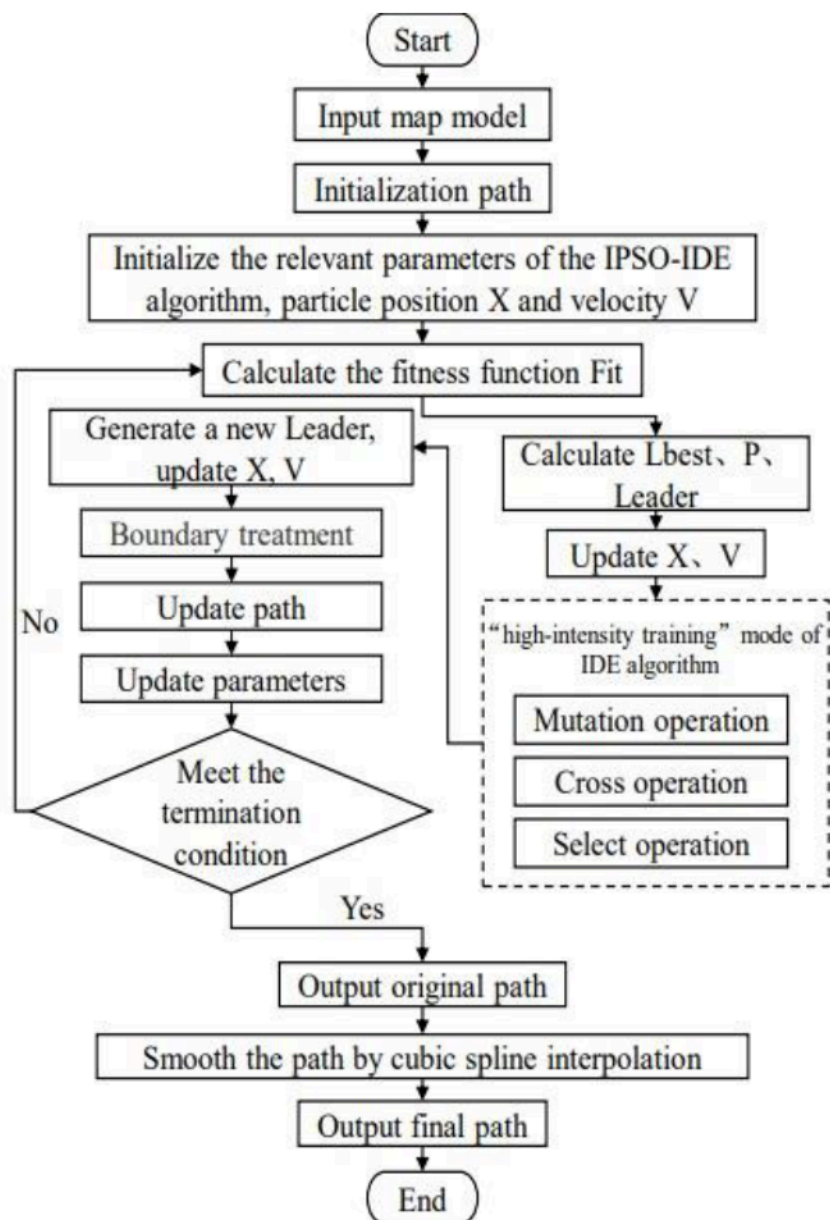 Start
Input map model
Initialization path
Initialize the relevant parameters of the IPSO-IDE
algorithm, particle position X and velocity V
Calculate the fitness function Fit
Calculate Lbest、P、
Leader
Update X、V
“high-intensity training” mode of
IDE algorithm
Mutation operation
Cross operation
Select operation
Generate a new Leader,
update X, V
Boundary treatment
Update path
Update parameters
Meet the
termination
condition
No
Yes
Output original path
Smooth the path by cubic spline interpolation
Output final path
End